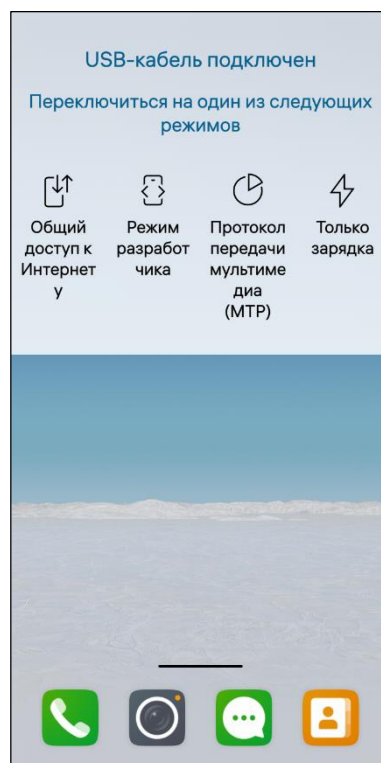 USB-кабель подключен
Переключиться на один из следующих
режимов
Общий
доступ к
Интернет
у
Режим
разработ
чика
Протокол
передачи
мультиме
диа
(MTP)
Только
зарядка